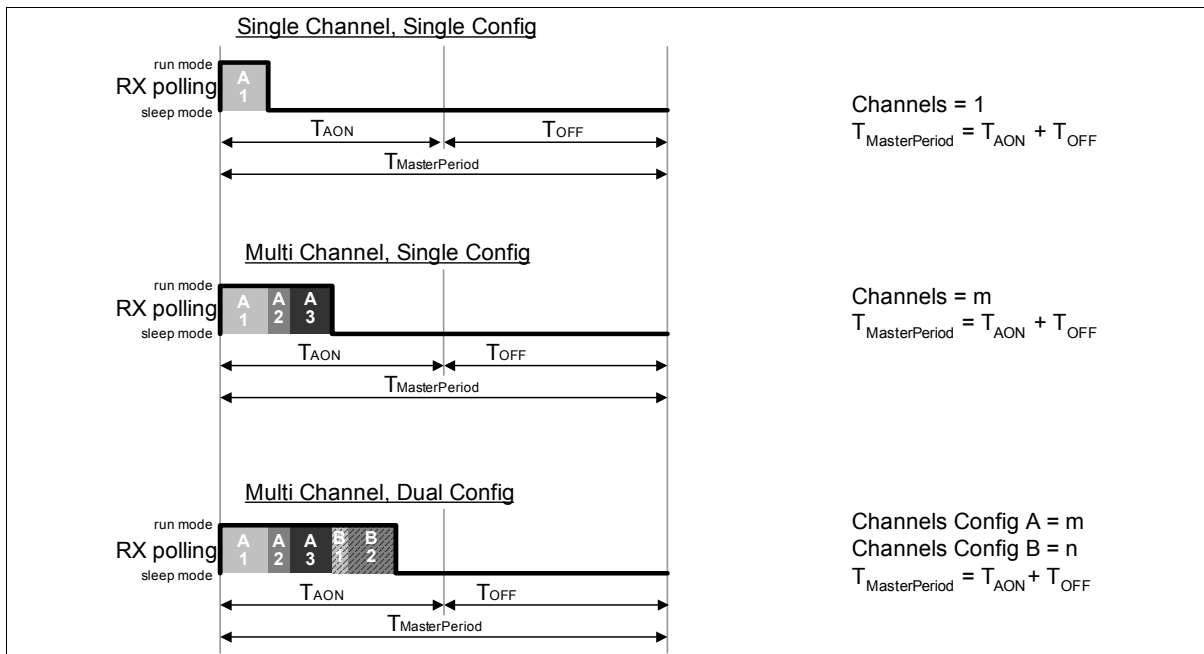 Single Channel, Single Config
run mode
RX polling
sleep mode
A
1
TAON
TOFF
TMasterPeriod
Channels = 1
TMasterPeriod = TAON + TOFF
Multi Channel, Single Config
run mode
RX polling
sleep mode
A
1
A
2
A
3
TAON
TOFF
TMasterPeriod
Channels = m
TMasterPeriod = TAON + TOFF
Multi Channel, Dual Config
run mode
RX polling
sleep mode
A
1
A
2
A
3
B
1
B
2
TAON
TOFF
TMasterPeriod
Channels Config A = m
Channels Config B = n
TMasterPeriod = TAON + TOFF